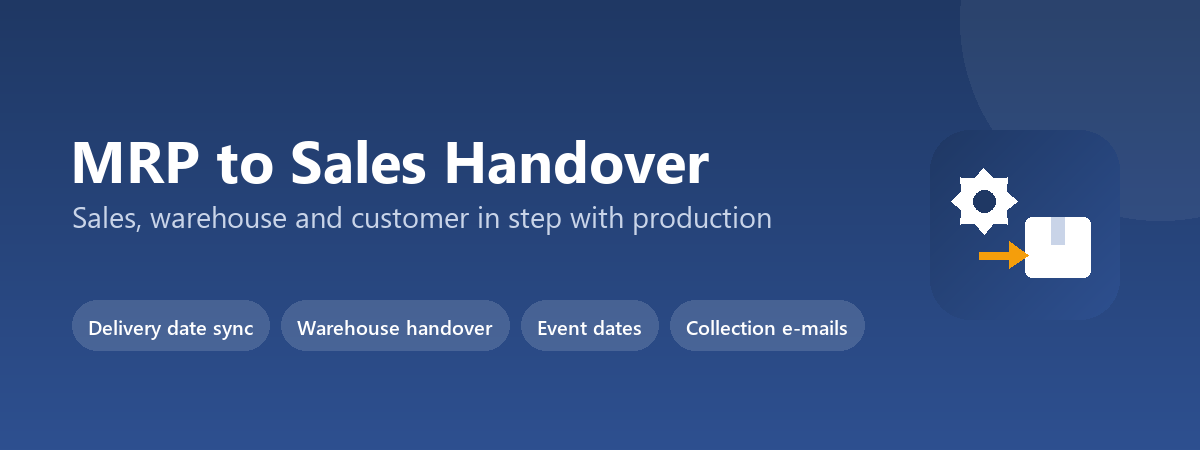 MRP to Sales Handover
Sales, warehouse and customer in step with production
Delivery date sync
Warehouse handover
Event dates
Collection e-mails